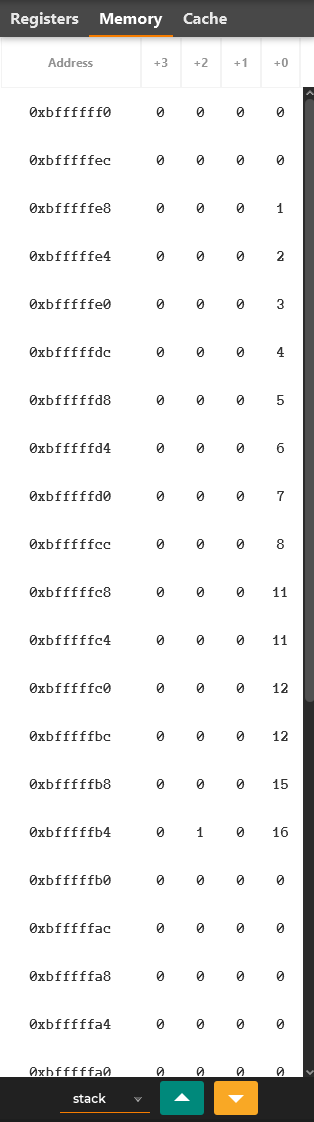 Registers Memory Cache
Address +3 +2 +1 +0
0xbffffff0 0 0 0 0
0xbfffffec 0 0 0 0
0xbfffffe8 0 0 0 1
0xbfffffe4 0 0 0 2
0xbfffffe0 0 0 0 3
0xbfffffdc 0 0 0 4
0xbfffffd8 0 0 0 5
0xbfffffd4 0 0 0 6
0xbfffffd0 0 0 0 7
0xbfffffcc 0 0 0 8
0xbfffffc8 0 0 0 11
0xbfffffc4 0 0 0 11
0xbfffffc0 0 0 0 12
0xbfffffbc 0 0 0 12
0xbfffffb8 0 0 0 15
0xbfffffb4 0 1 0 16
0xbfffffb0 0 0 0 0
0xbfffffac 0 0 0 0
0xbfffffa8 0 0 0 0
0xbfffffa4 0 0 0 0
0xbfffffa0 0 0 0 0
stack